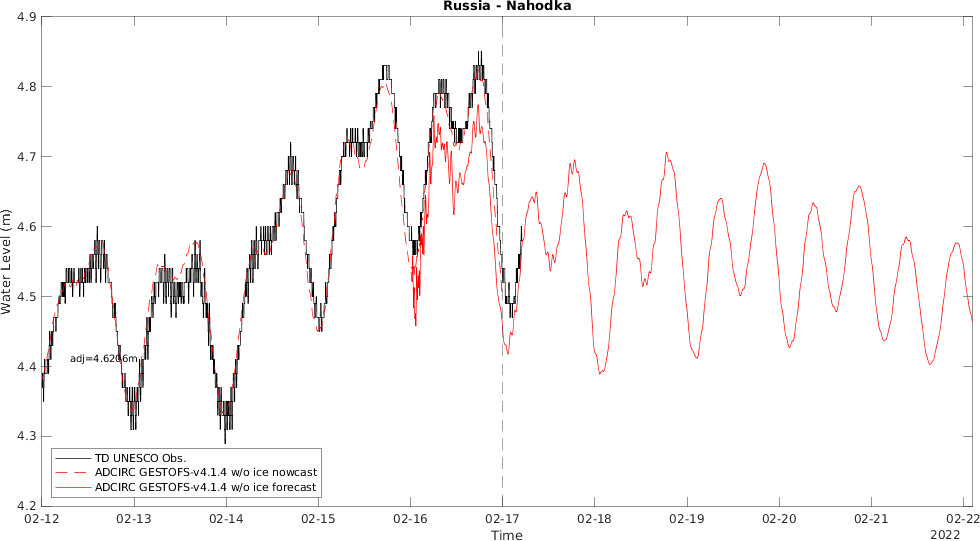 Russia - Nahodka
4.9
4.8
4.7
4.6
4.5
4.4
4.3
4.2
Water Level (m)
adj=4.6206m
TD UNESCO Obs.
ADCIRC GESTOFS-v4.1.4 w/o ice nowcast
ADCIRC GESTOFS-v4.1.4 w/o ice forecast
02-12 02-13 02-14 02-15 02-16 02-17 02-18 02-19 02-20 02-21 02-22
Time
2022